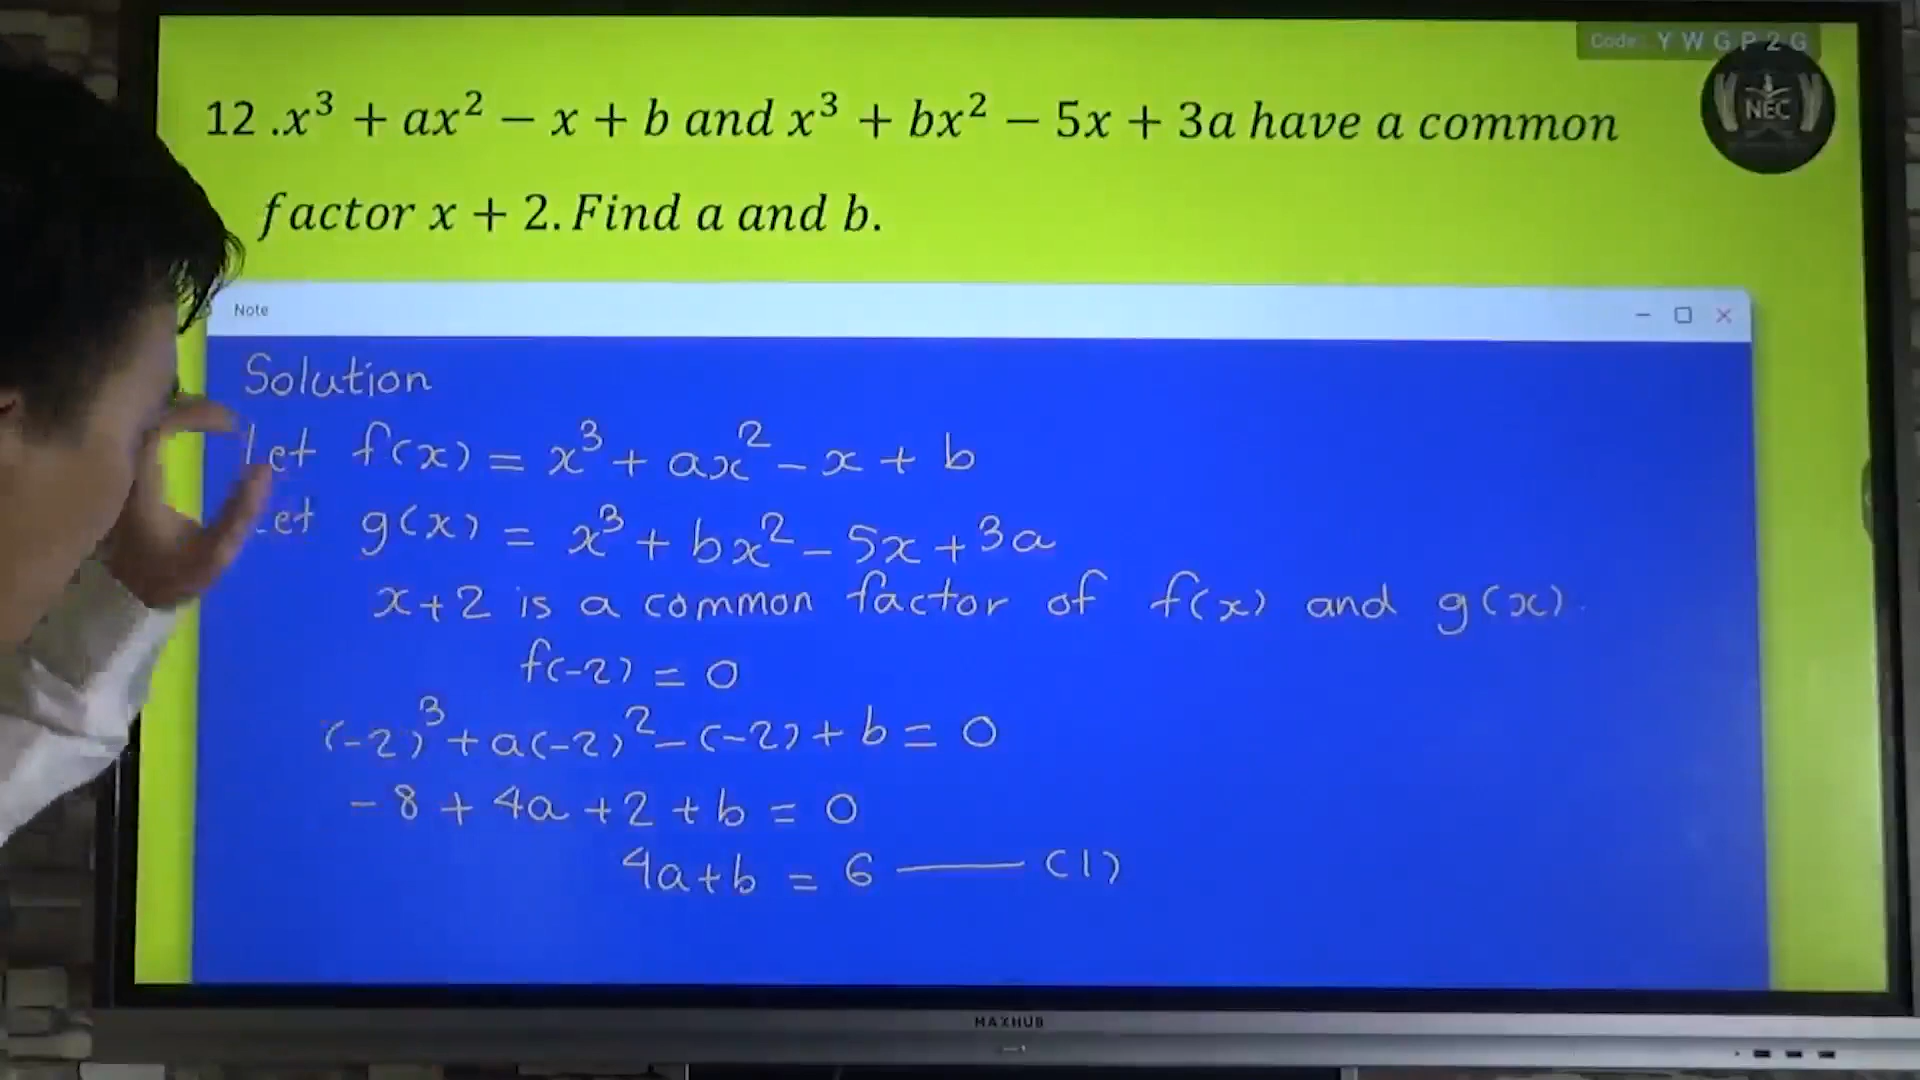 Code: YWGP2G
NEC
12 .x³ + ax² − x + b and x³ + bx² − 5x + 3a have a common
factor x + 2. Find a and b.
Note
Solution
Let f(x) = x³ + ax² − x + b
Let g(x) = x³ + bx² − 5x + 3a
x+2 is a common factor of f(x) and g(x).
f(-2) = 0
(-2)³ + a(-2)² − (-2) + b = 0
-8 + 4a + 2 + b = 0
4a+b = 6 —— (1)
MAXHUB